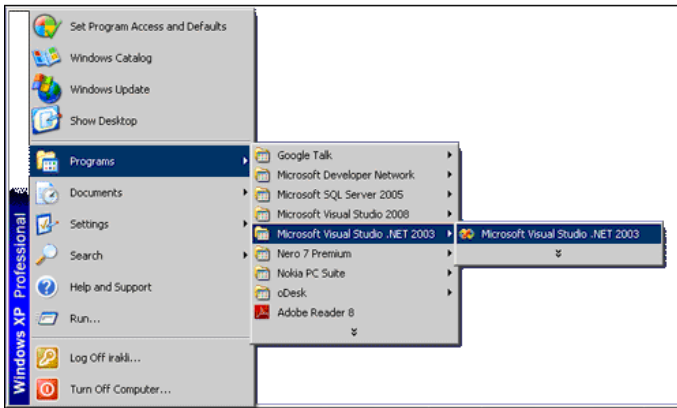 Set Program Access and Defaults
Windows Catalog
Windows Update
Show Desktop
Programs
Documents
Settings
Search
Help and Support
Run...
Log Off irakli...
Turn Off Computer...
Windows XP Professional
Google Talk
Microsoft Developer Network
Microsoft SQL Server 2005
Microsoft Visual Studio 2008
Microsoft Visual Studio .NET 2003
Nero 7 Premium
Nokia PC Suite
oDesk
Adobe Reader 8
Microsoft Visual Studio .NET 2003